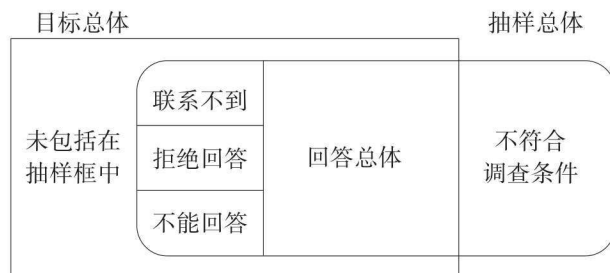 目标总体
抽样总体
未包括在
抽样框中
联系不到
拒绝回答
不能回答
回答总体
不符合
调查条件